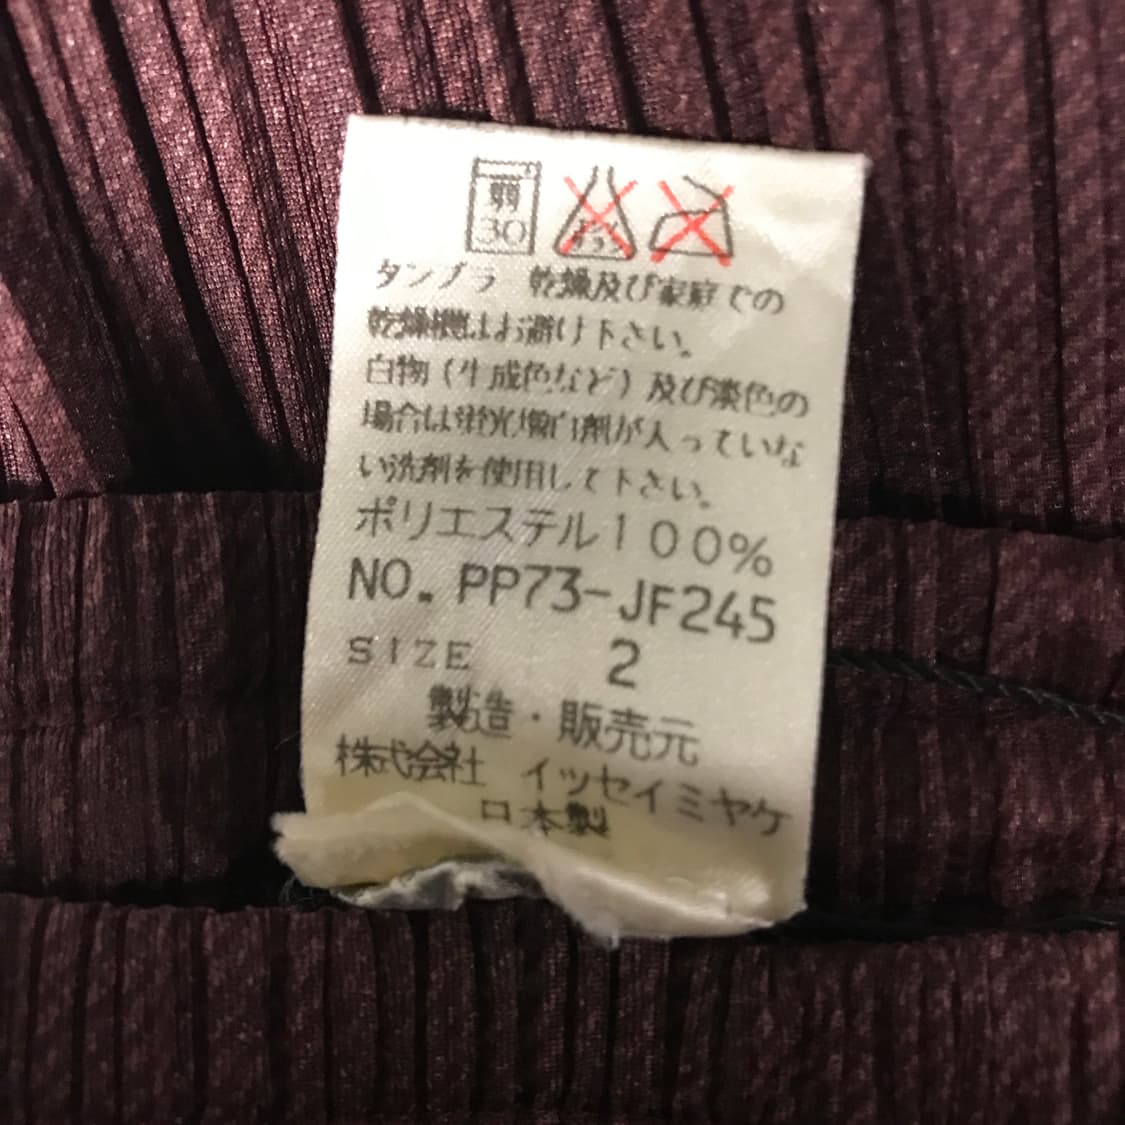 弱
30
タンブラ 乾燥及び家庭での
乾燥機はお避け下さい。
白物(生成色など)及び淡色の
場合は蛍光増白剤が入っていな
い洗剤を使用して下さい。
ポリエステル100%
NO. PP73-JF245
SIZE 2
製造・販売元
株式会社 イッセイミヤケ
日本製